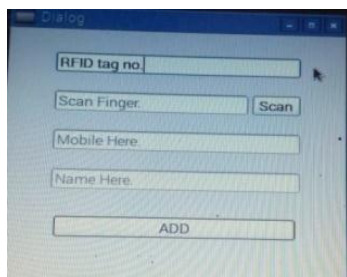 Dialog
RFID tag no.
Scan Finger.
Scan
Mobile Here
Name Here.
ADD